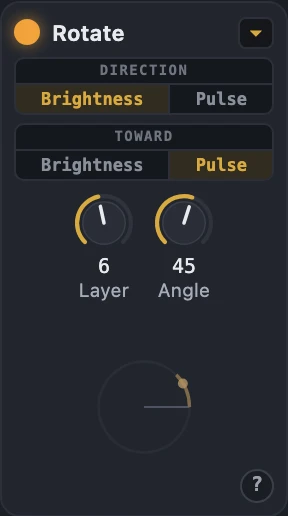 Rotate
DIRECTION
Brightness Pulse
TOWARD
Brightness Pulse
6 45
Layer Angle
?